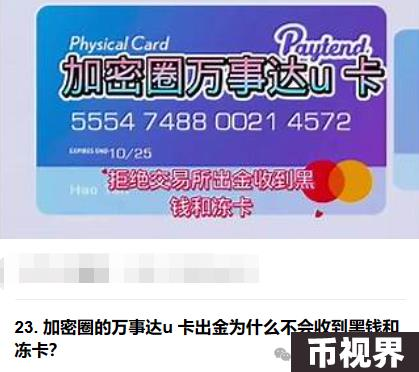 Physical Card
Paytend
加密圈万事达u 卡
5554 7488 0021 4572
EXPIRES END 10/25
拒绝交易所出金收到黑
钱和冻卡
23. 加密圈的万事达u 卡出金为什么不会收到黑钱和
冻卡?
币视界